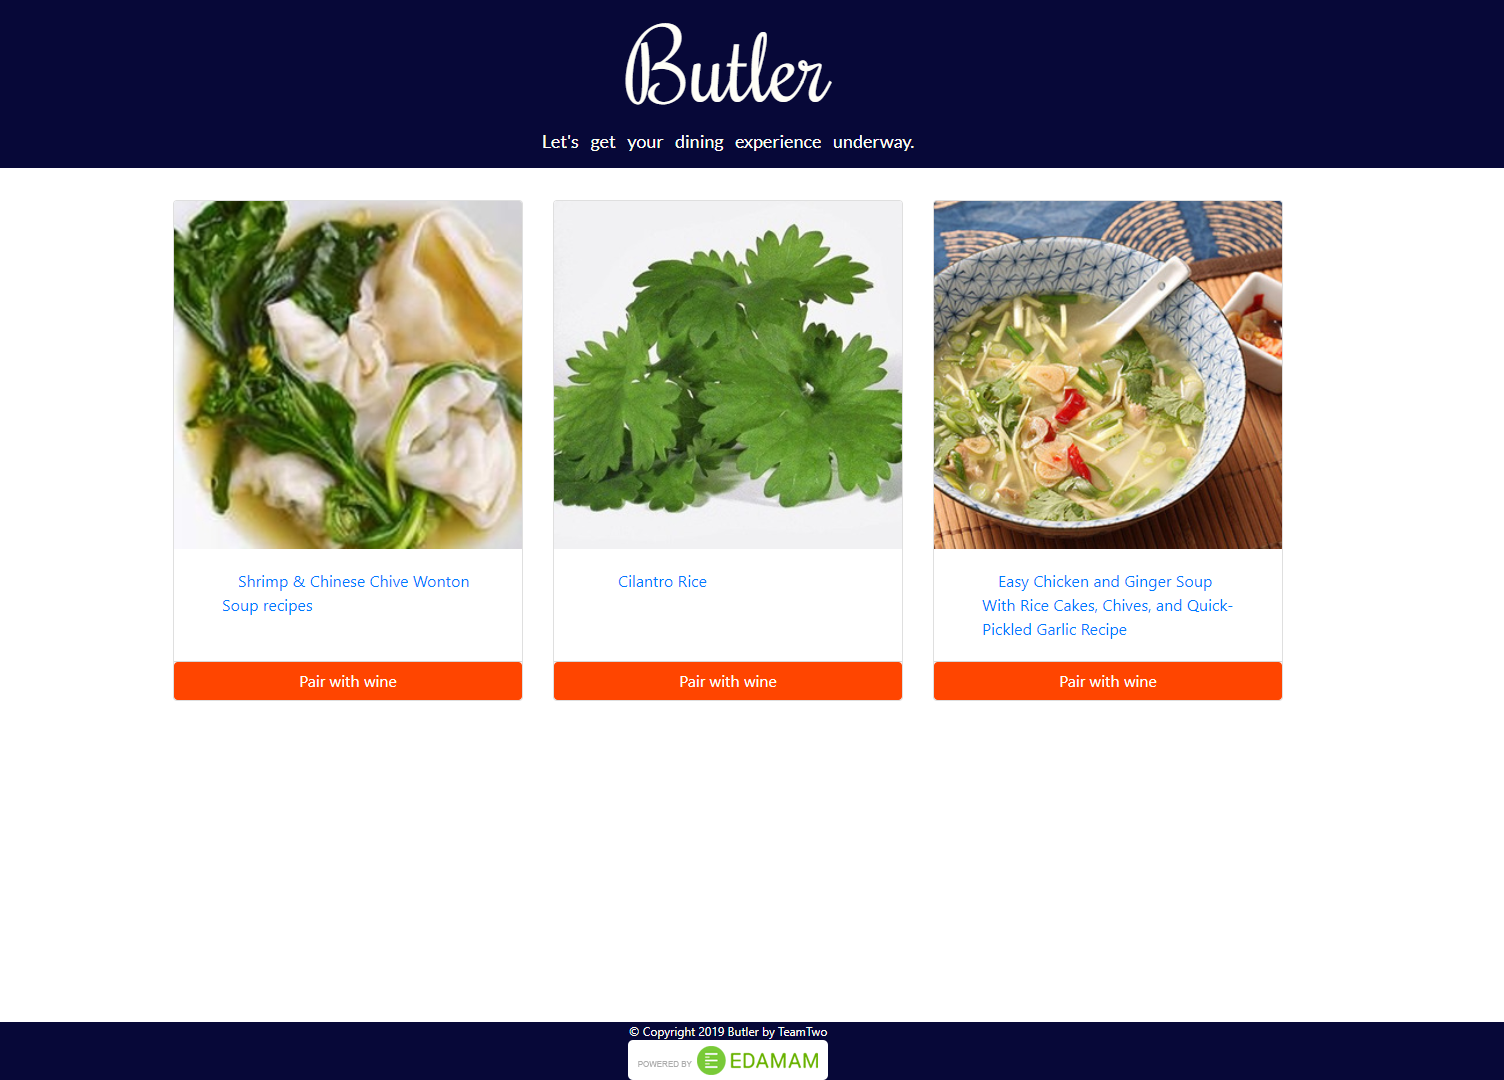 Butler
Let's get your dining experience underway.
Shrimp & Chinese Chive Wonton
Soup recipes
Cilantro Rice
Easy Chicken and Ginger Soup
With Rice Cakes, Chives, and Quick-
Pickled Garlic Recipe
Pair with wine
Pair with wine
Pair with wine
© Copyright 2019 Butler by TeamTwo
POWERED BY EDAMAM